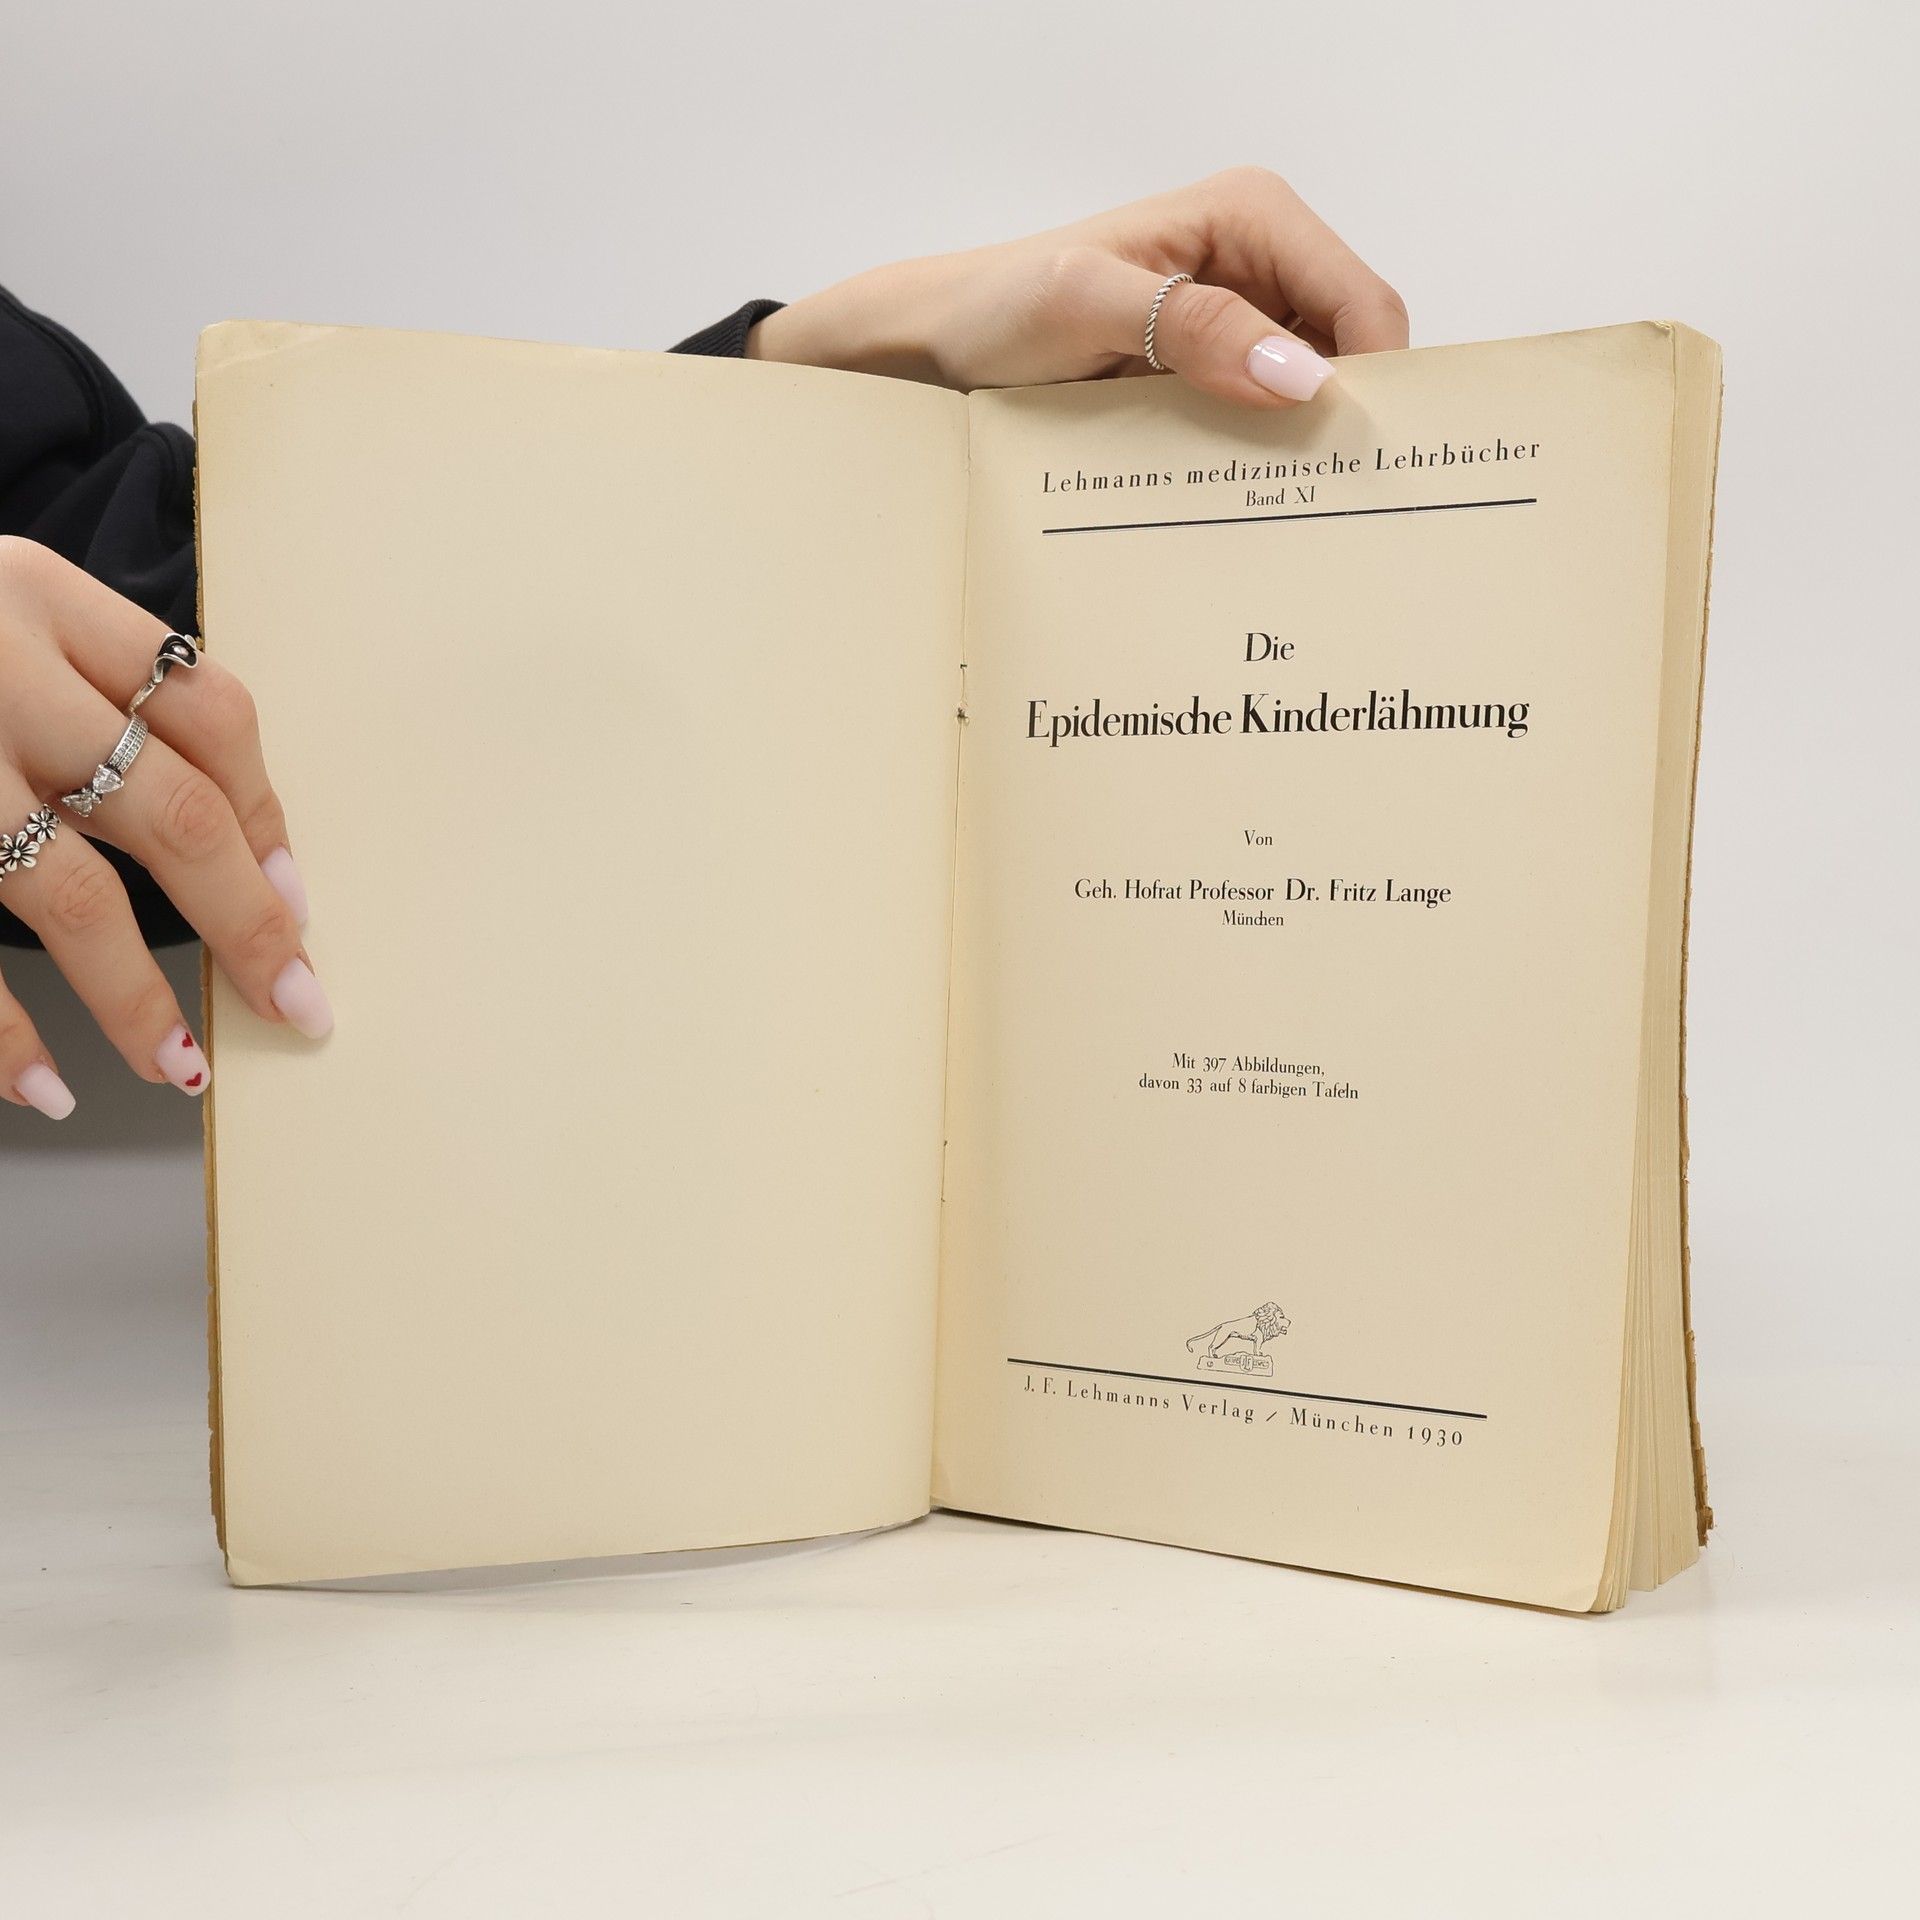 Lehmanns medizinische Lehrbücher
Band XI
Die
Epidemische Kinderlähmung
Von
Geh. Hofrat Professor Dr. Fritz Lange
München
Mit 397 Abbildungen,
davon 33 auf 8 farbigen Tafeln
J. F. Lehmanns Verlag / München 1930